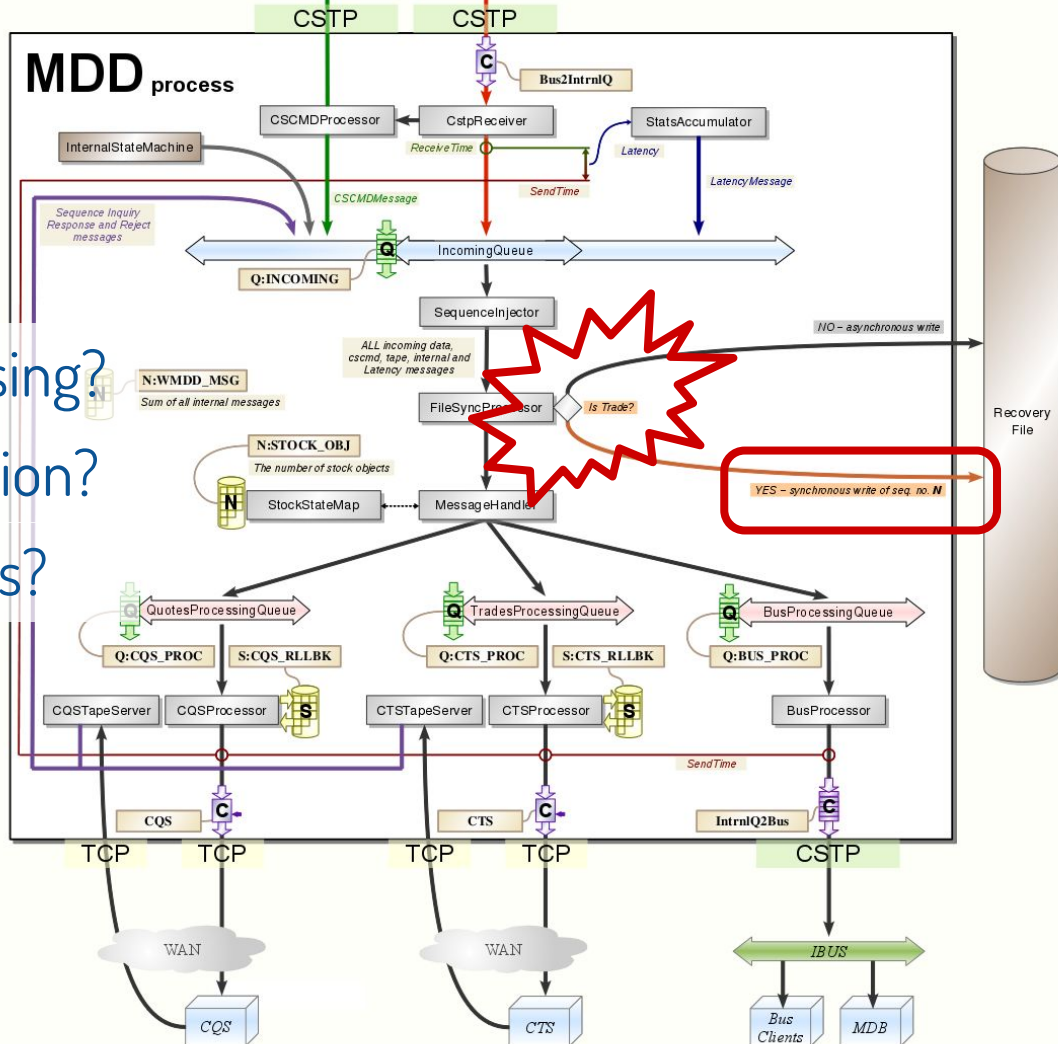 CSTP
CSTP
MDD process
C
Bus2IntrnlQ
CSCMDProcessor
CstpReceiver
StatsAccumulator
InternalStateMachine
ReceiveTime
Latency
SendTime
LatencyMessage
CSCMDMessage
Sequence Inquiry
Response and Reject
messages
Q
IncomingQueue
Q:INCOMING
SequenceInjector
NO – asynchronous write
ALL incoming data,
cscmd, tape, internal and
Latency messages
sing?
N
N:WMDD_MSG
Sum of all internal messages
FileSyncProcessor
Is Trade?
Recovery
File
N:STOCK_OBJ
The number of stock objects
ion?
YES – synchronous write of seq. no. N
N
StockStateMap
MessageHandler
s?
Q
QuotesProcessingQueue
Q
TradesProcessingQueue
Q
BusProcessingQueue
Q:CQS_PROC
S:CQS_RLLBK
Q:CTS_PROC
S:CTS_RLLBK
Q:BUS_PROC
CQSTapeServer
CQSProcessor
S
CTSTapeServer
CTSProcessor
S
BusProcessor
SendTime
CQS
C
CTS
C
IntrnlQ2Bus
C
TCP
TCP
TCP
TCP
CSTP
WAN
WAN
IBUS
CQS
CTS
Bus
Clients
MDB